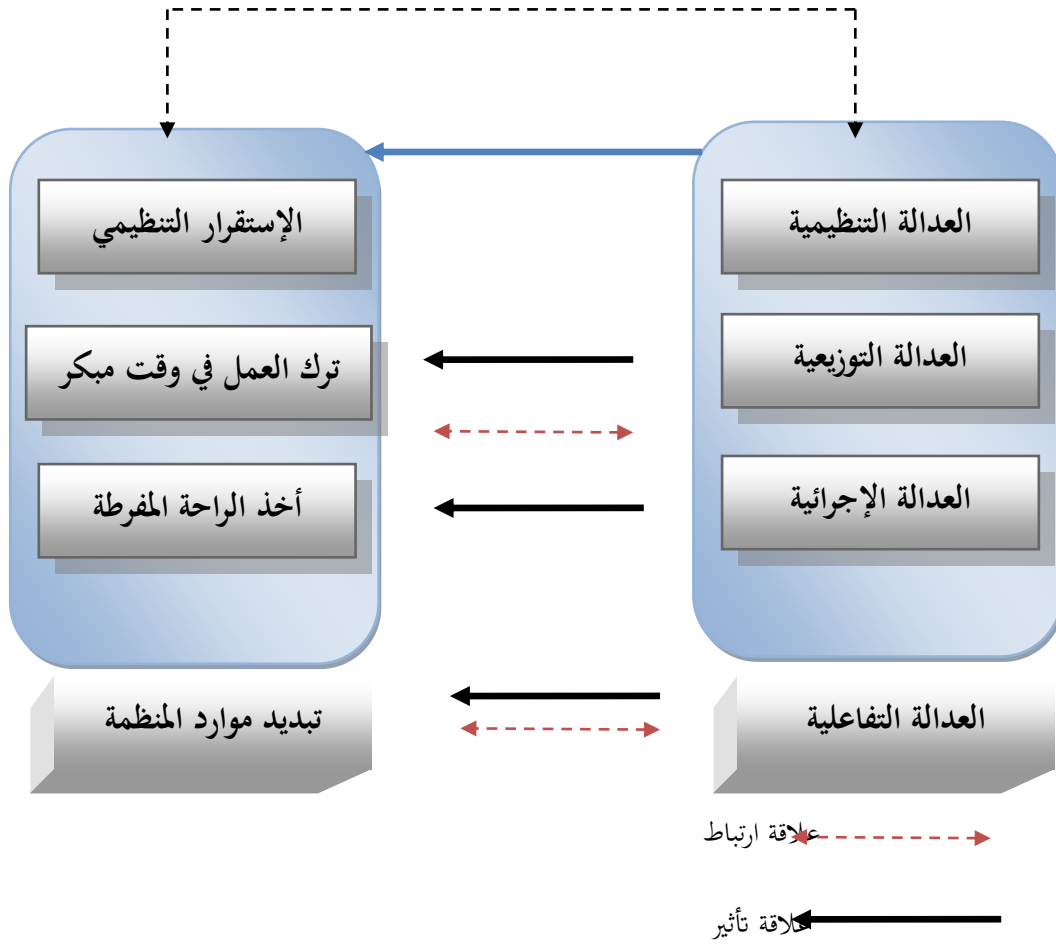 العدالة التنظيمية
الإستقرار التنظيمي
العدالة التوزيعية
ترك العمل في وقت مبكر
العدالة الإجرائية
أخذ الراحة المفرطة
العدالة التفاعلية
تبديد موارد المنظمة
علاقة ارتباط
علاقة تأثير